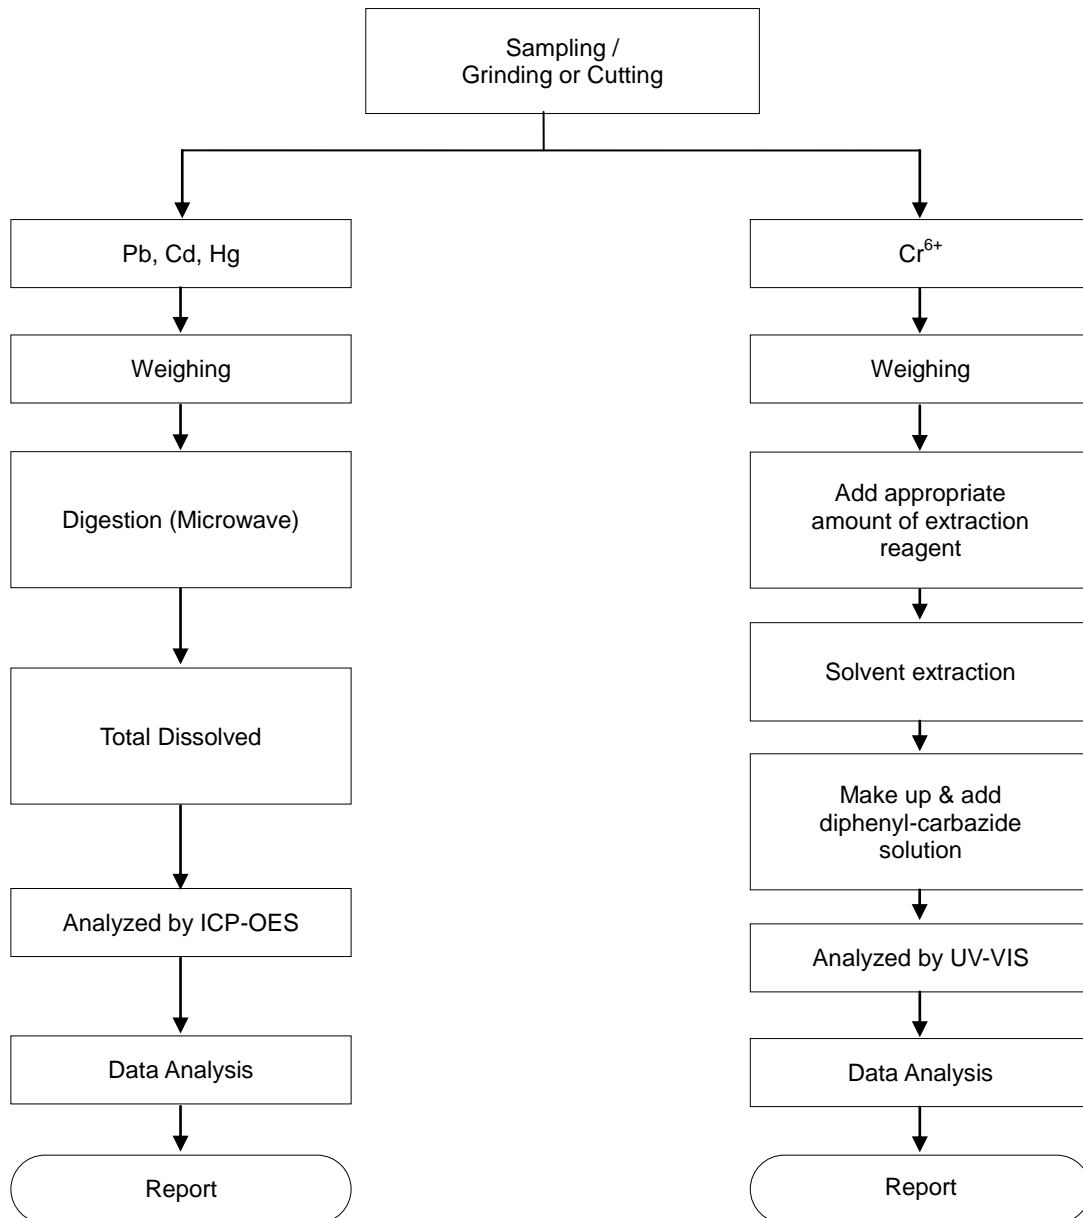 Sampling /
Grinding or Cutting
Pb, Cd, Hg
Weighing
Digestion (Microwave)
Total Dissolved
Analyzed by ICP-OES
Data Analysis
Report
Cr⁶⁺
Weighing
Add appropriate
amount of extraction
reagent
Solvent extraction
Make up & add
diphenyl-carbazide
solution
Analyzed by UV-VIS
Data Analysis
Report